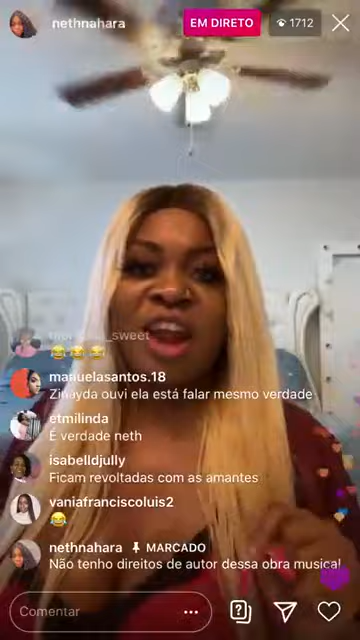 nethnahara EM DIRETO 1712
😂😂😂
manuelasantos.18
Zinayda ouvi ela está falar mesmo verdade
etmilinda
É verdade neth
isabelldjully
Ficam revoltadas com as amantes
vaniafranciscoluis2
😂
nethnahara MARCADO
Não tenho direitos de autor dessa obra musical
Comentar